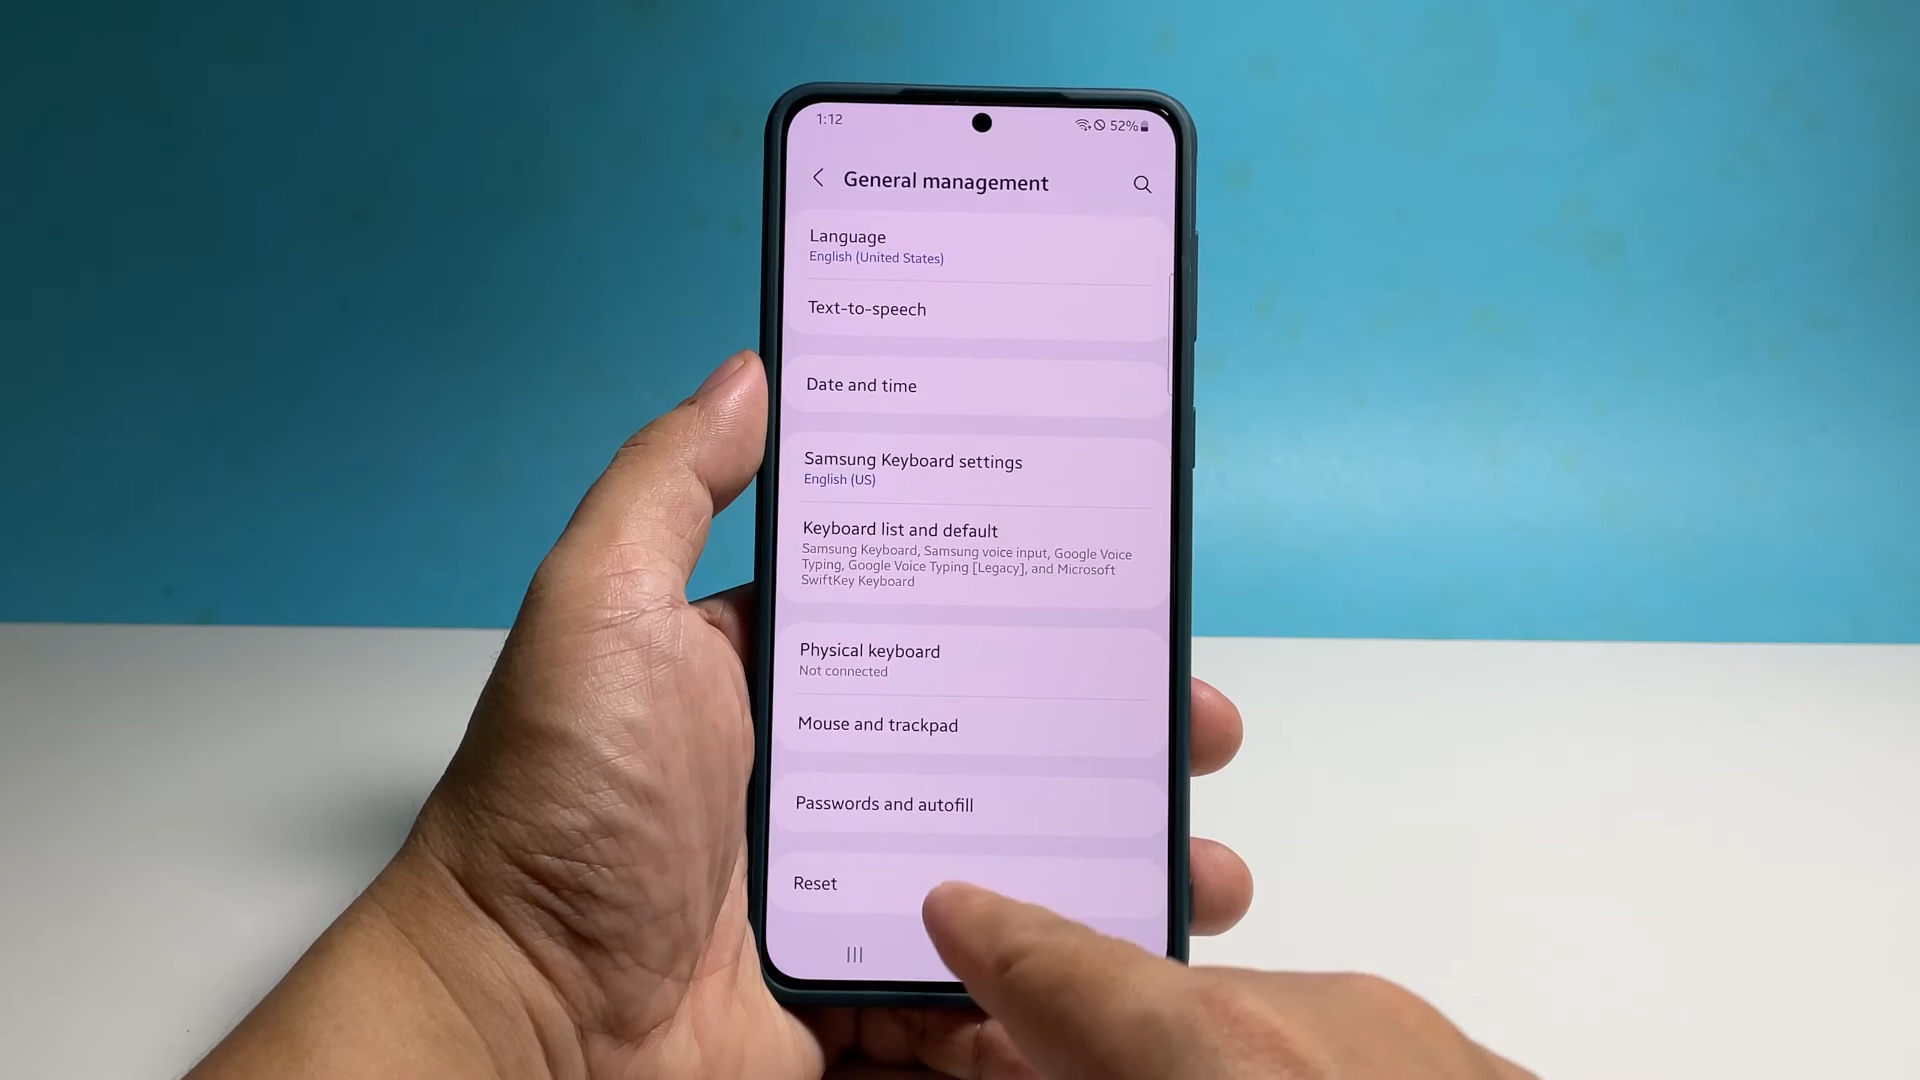 1:12
52%
General management
Language
English (United States)
Text-to-speech
Date and time
Samsung Keyboard settings
English (US)
Keyboard list and default
Samsung Keyboard, Samsung voice input, Google Voice
Typing, Google Voice Typing [Legacy], and Microsoft
SwiftKey Keyboard
Physical keyboard
Not connected
Mouse and trackpad
Passwords and autofill
Reset